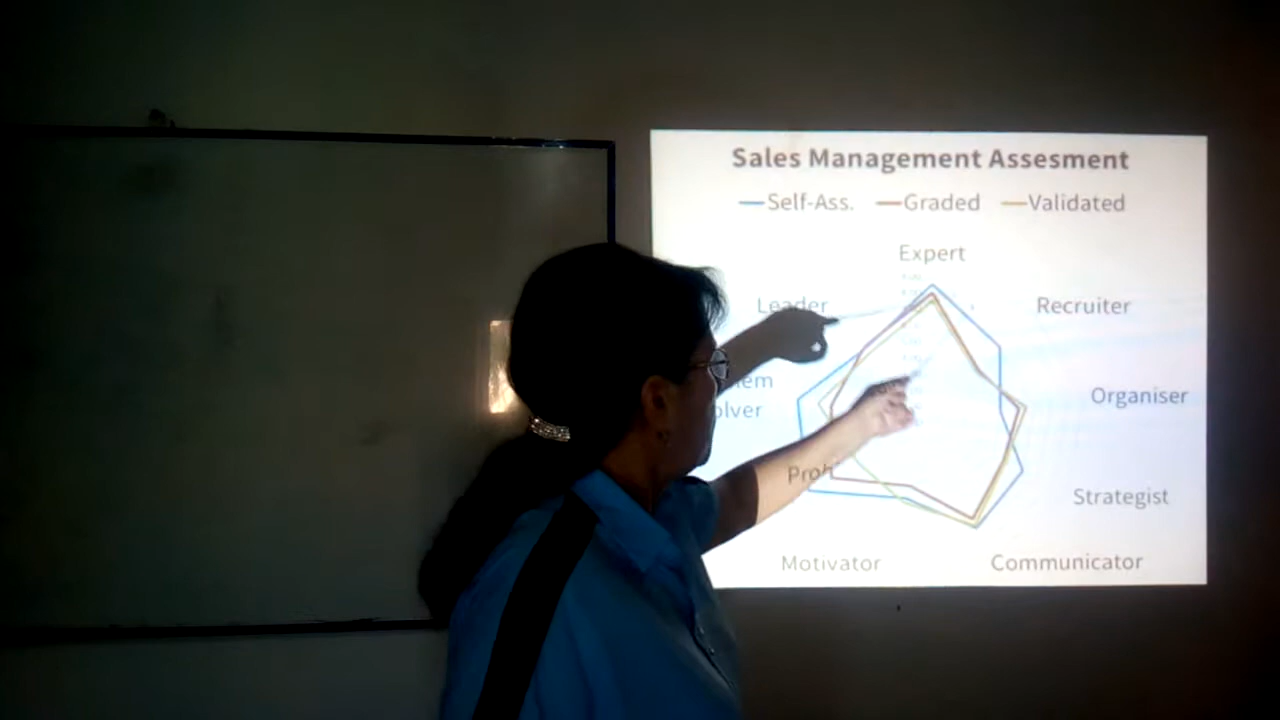 Sales Management Assesment
Self-Ass. Graded Validated
Expert
Leader
Recruiter
Organiser
Strategist
Motivator
Communicator